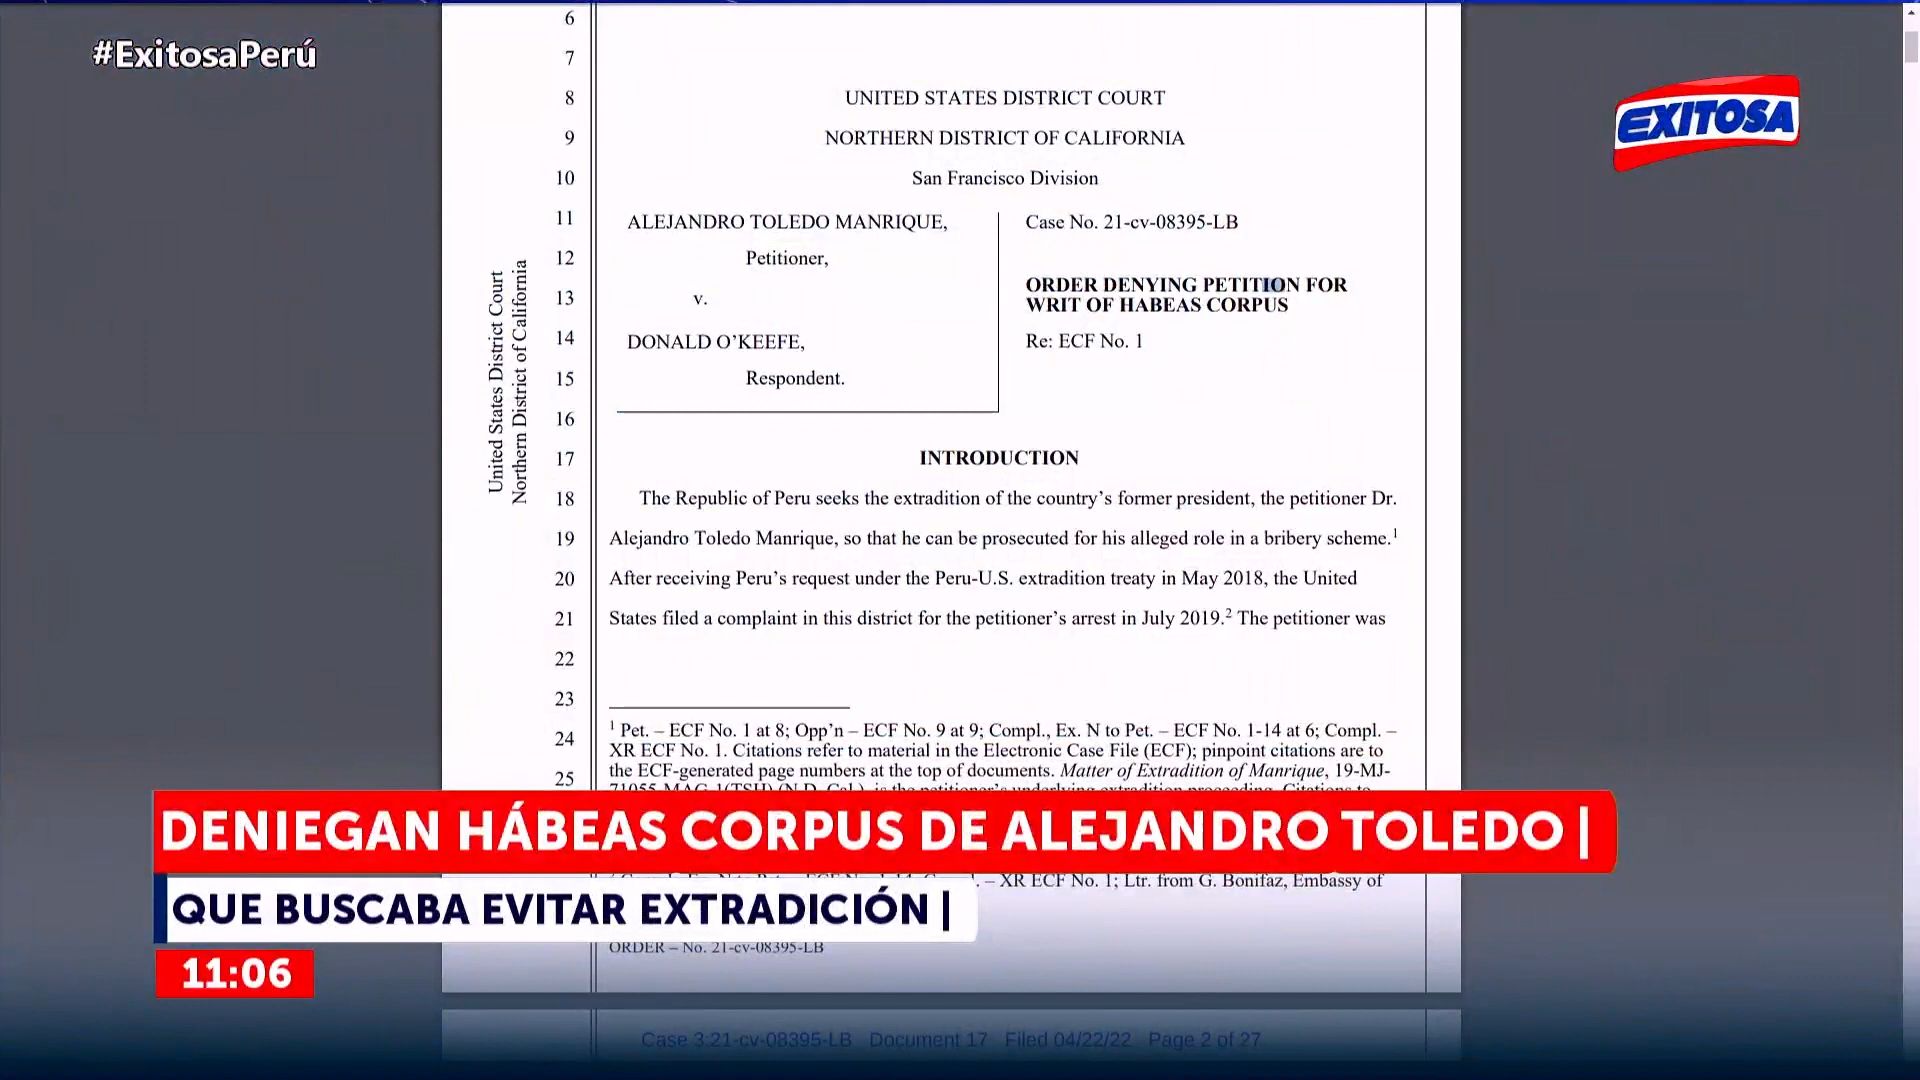 #ExitosaPerú
EXITOSA
6
7
8 UNITED STATES DISTRICT COURT
9 NORTHERN DISTRICT OF CALIFORNIA
10 San Francisco Division
11 ALEJANDRO TOLEDO MANRIQUE,
12 Petitioner,
13 v.
14 DONALD O'KEEFE,
15 Respondent.
16
Case No. 21-cv-08395-LB
ORDER DENYING PETITION FOR
WRIT OF HABEAS CORPUS
Re: ECF No. 1
United States District Court
Northern District of California
17 INTRODUCTION
18 The Republic of Peru seeks the extradition of the country's former president, the petitioner Dr.
19 Alejandro Toledo Manrique, so that he can be prosecuted for his alleged role in a bribery scheme.1
20 After receiving Peru's request under the Peru-U.S. extradition treaty in May 2018, the United
21 States filed a complaint in this district for the petitioner's arrest in July 2019.2 The petitioner was
22
23
24 1 Pet. – ECF No. 1 at 8; Opp'n – ECF No. 9 at 9; Compl., Ex. N to Pet. – ECF No. 1-14 at 6; Compl. –
XR ECF No. 1. Citations refer to material in the Electronic Case File (ECF); pinpoint citations are to
25 the ECF-generated page numbers at the top of documents. Matter of Extradition of Manrique, 19-MJ-
DENIEGAN HÁBEAS CORPUS DE ALEJANDRO TOLEDO |
– XR ECF No. 1; Ltr. from G. Bonifaz, Embassy of
QUE BUSCABA EVITAR EXTRADICIÓN |
ORDER – No. 21-cv-08395-LB
11:06
Case 3:21-cv-08395-LB Document 17 Filed 04/22/22 Page 2 of 27